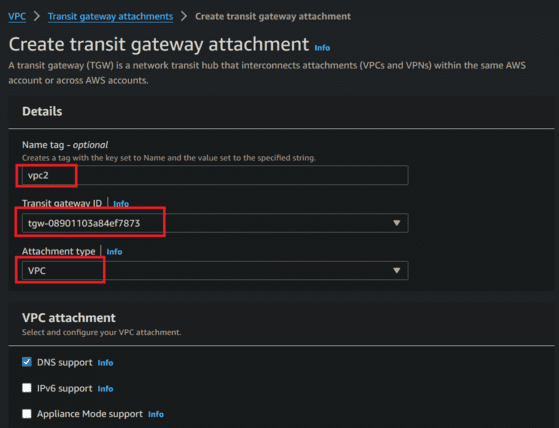 VPC > Transit gateway attachments > Create transit gateway attachment
Create transit gateway attachment Info
A transit gateway (TGW) is a network transit hub that interconnects attachments (VPCs and VPNs) within the same AWS
account or across AWS accounts.
Details
Name tag - optional
Creates a tag with the key set to Name and the value set to the specified string.
vpc2
Transit gateway ID Info
tgw-08901103a84ef7873
Attachment type Info
VPC
VPC attachment
Select and configure your VPC attachment.
DNS support Info
IPv6 support Info
Appliance Mode support Info